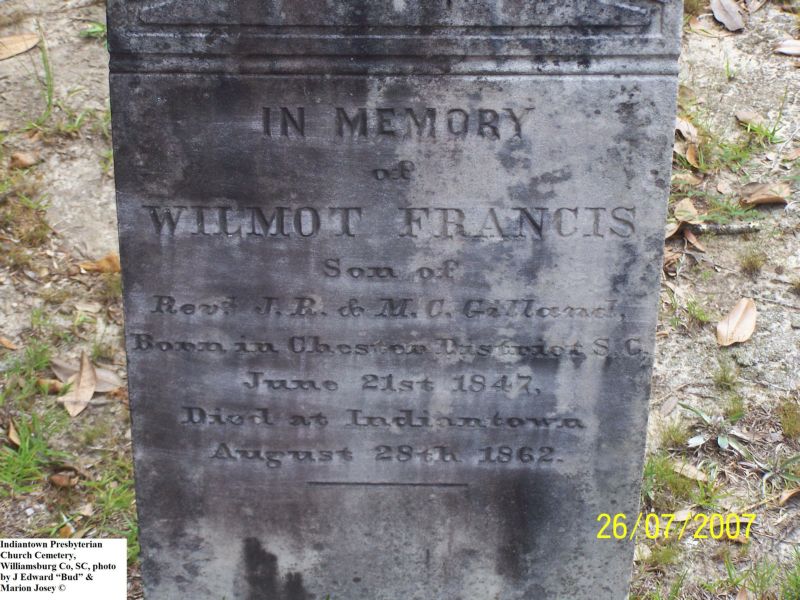 IN MEMORY
of
WILMOT FRANCIS
Son of
Revd. J. R. & M. C. Gilland,
Born in Chester District S. C.
June 21st 1847,
Died at Indiantown
August 28th 1862.
26/07/2007
Indiantown Presbyterian
Church Cemetery,
Williamsburg Co, SC, photo
by J Edward “Bud” &
Marion Josey ©